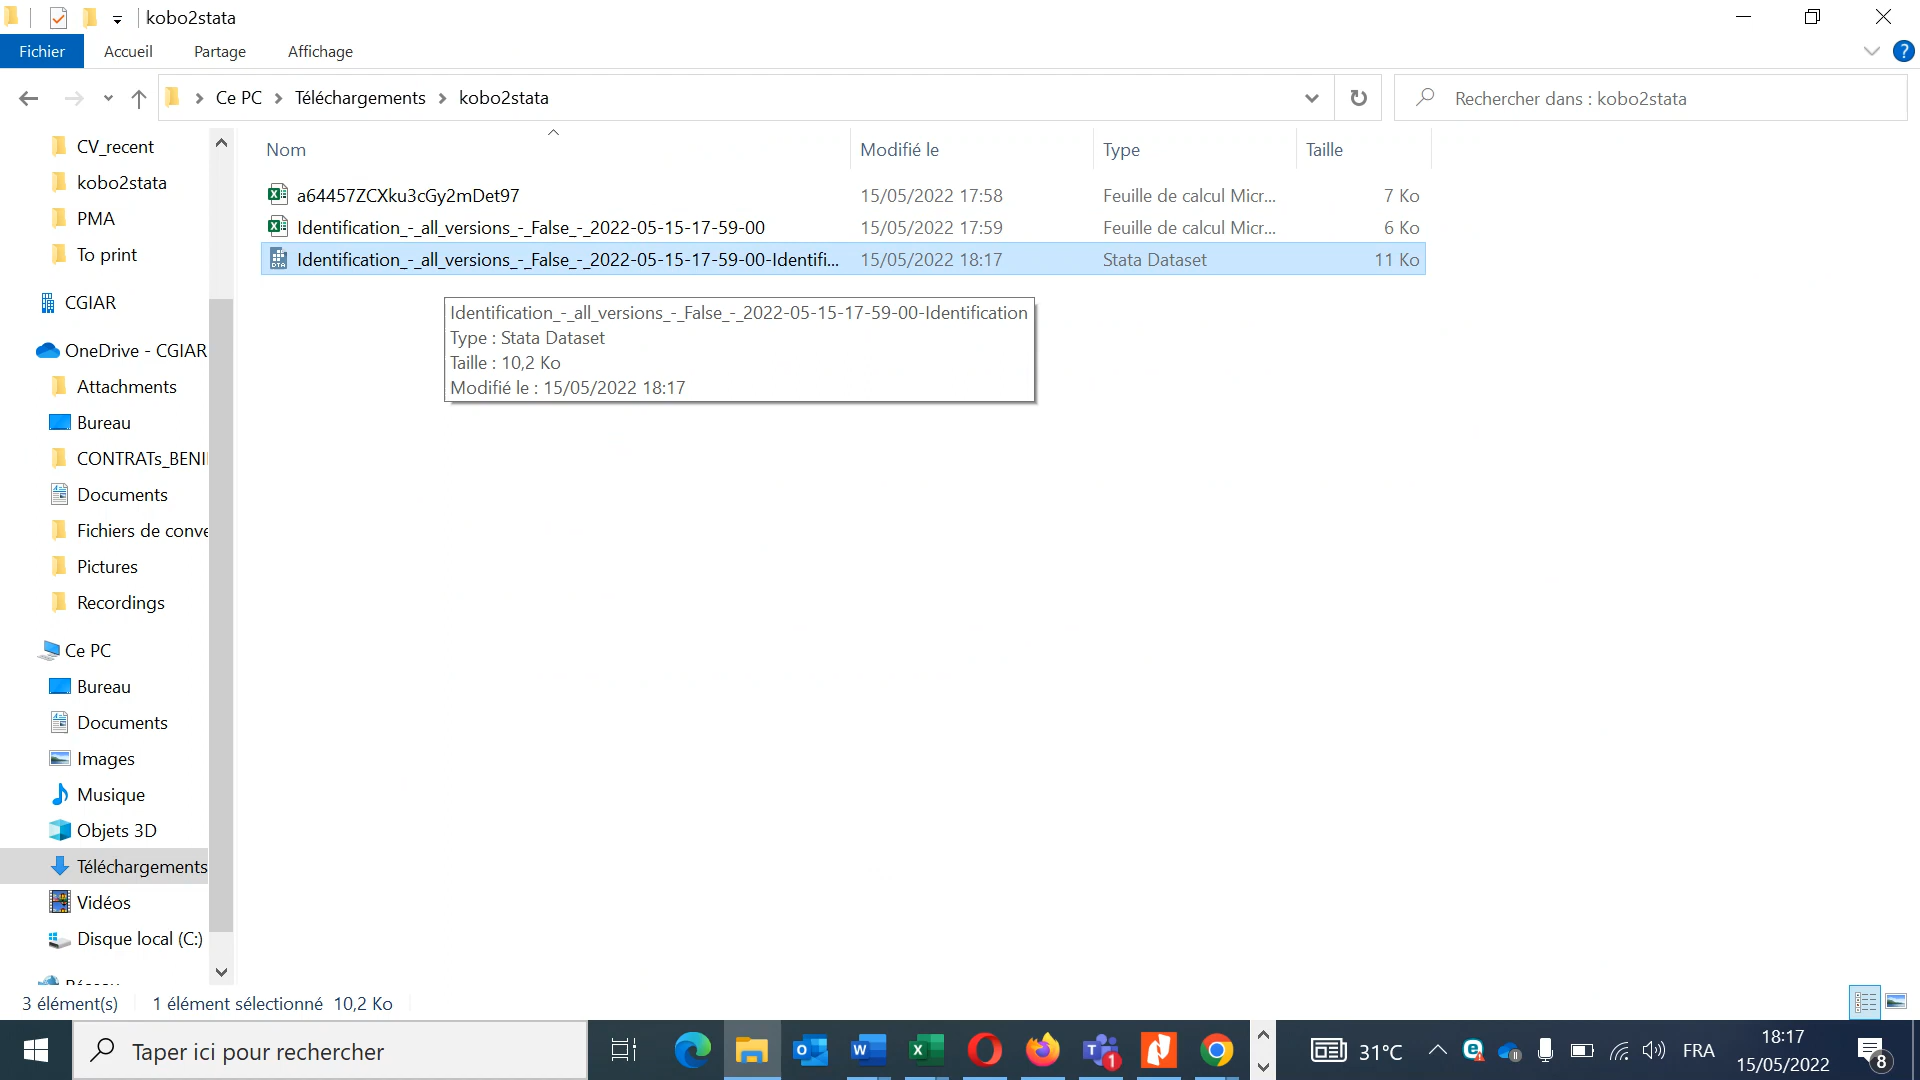 kobo2stata
Fichier Accueil Partage Affichage
Ce PC Téléchargements kobo2stata
Rechercher dans : kobo2stata
Nom Modifié le Type Taille
a64457ZCXku3cGy2mDet97 15/05/2022 17:58 Feuille de calcul Micr... 7 Ko
Identification_-_all_versions_-_False_-_2022-05-15-17-59-00 15/05/2022 17:59 Feuille de calcul Micr... 6 Ko
Identification_-_all_versions_-_False_-_2022-05-15-17-59-00-Identifi... 15/05/2022 18:17 Stata Dataset 11 Ko
Identification_-_all_versions_-_False_-_2022-05-15-17-59-00-Identification
Type : Stata Dataset
Taille : 10,2 Ko
Modifié le : 15/05/2022 18:17
CV_recent
kobo2stata
PMA
To print
CGIAR
OneDrive - CGIAR
Attachments
Bureau
CONTRATs_BENI
Documents
Fichiers de conve
Pictures
Recordings
Ce PC
Bureau
Documents
Images
Musique
Objets 3D
Téléchargements
Vidéos
Disque local (C:)
3 élément(s) 1 élément sélectionné 10,2 Ko
Taper ici pour rechercher
31°C
FRA
18:17
15/05/2022
8